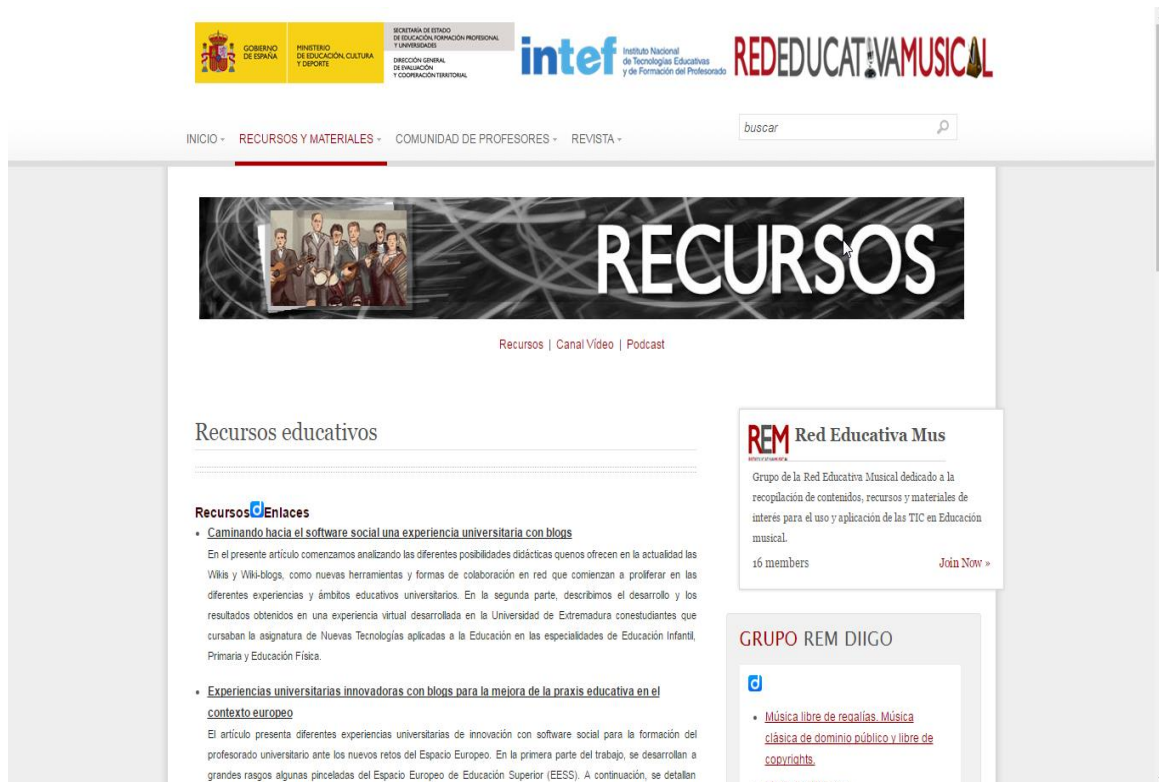 GOBIERNO
DE ESPAÑA
MINISTERIO
DE EDUCACIÓN, CULTURA
Y DEPORTE
SECRETARÍA DE ESTADO
DE EDUCACIÓN, FORMACIÓN PROFESIONAL
Y UNIVERSIDADES
DIRECCIÓN GENERAL
DE EVALUACIÓN
Y COOPERACIÓN TERRITORIAL
intef
Instituto Nacional
de Tecnologías Educativas
y de Formación del Profesorado
REDEDUCATIVAMUSICAL
INICIO
RECURSOS Y MATERIALES
COMUNIDAD DE PROFESORES
REVISTA
buscar
RECURSOS
Recursos | Canal Vídeo | Podcast
Recursos educativos
Recursos Enlaces
• Caminando hacia el software social una experiencia universitaria con blogs
En el presente artículo comenzamos analizando las diferentes posibilidades didácticas quenos ofrecen en la actualidad las
Wikis y Wiki-blogs, como nuevas herramientas y formas de colaboración en red que comienzan a proliferar en las
diferentes experiencias y ámbitos educativos universitarios. En la segunda parte, describimos el desarrollo y los
resultados obtenidos en una experiencia virtual desarrollada en la Universidad de Extremadura conestudiantes que
cursaban la asignatura de Nuevas Tecnologías aplicadas a la Educación en las especialidades de Educación Infantil,
Primaria y Educación Física.
• Experiencias universitarias innovadoras con blogs para la mejora de la praxis educativa en el
contexto europeo
El artículo presenta diferentes experiencias universitarias de innovación con software social para la formación del
profesorado universitario ante los nuevos retos del Espacio Europeo. En la primera parte del trabajo, se desarrollan a
grandes rasgos algunas pinceladas del Espacio Europeo de Educación Superior (EESS). A continuación, se detallan
REM Red Educativa Mus
Grupo de la Red Educativa Musical dedicado a la
recopilación de contenidos, recursos y materiales de
interés para el uso y aplicación de las TIC en Educación
musical.
16 members Join Now »
GRUPO REM DIIGO
• Música libre de regalías. Música
clásica de dominio público y libre de
copyrights.